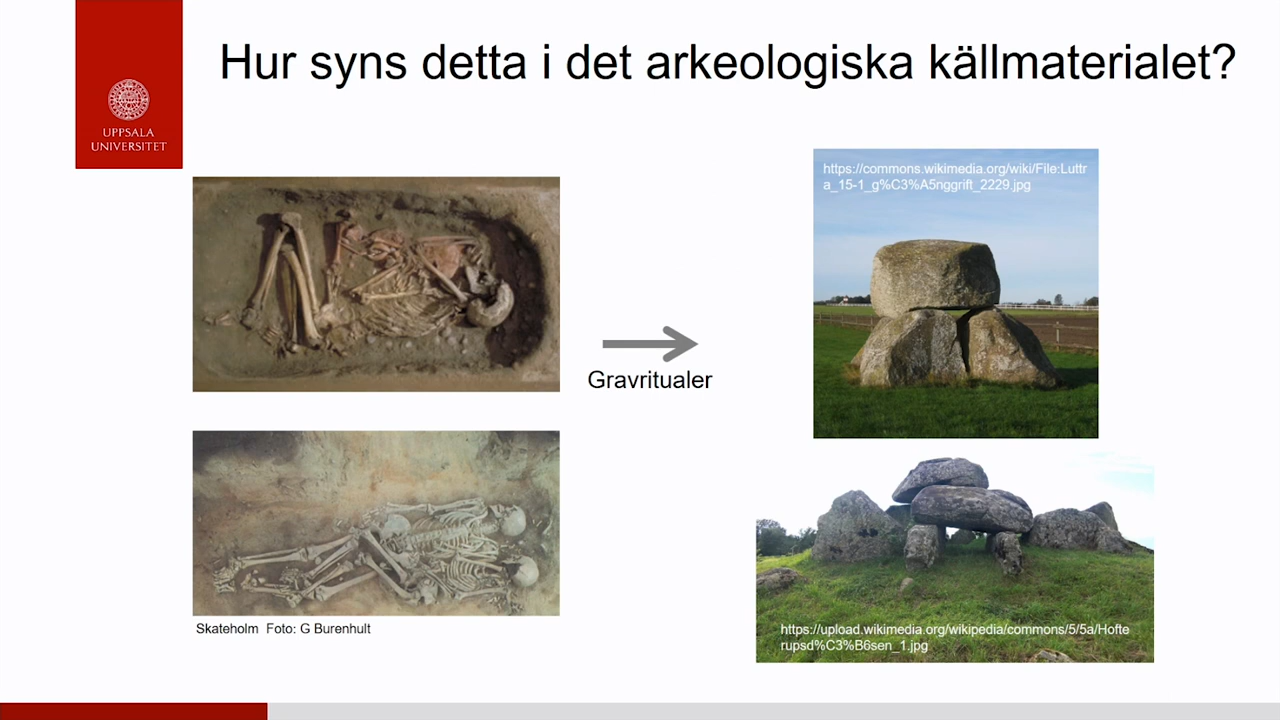 Hur syns detta i det arkeologiska källmaterialet?
UPPSALA
UNIVERSITET
https://commons.wikimedia.org/wiki/File:Luttr
a_15-1_g%C3%A5nggrift_2229.jpg
Gravritualer
Skateholm Foto: G Burenhult
https://upload.wikimedia.org/wikipedia/commons/5/5a/Hofte
rupsd%C3%B6sen_1.jpg